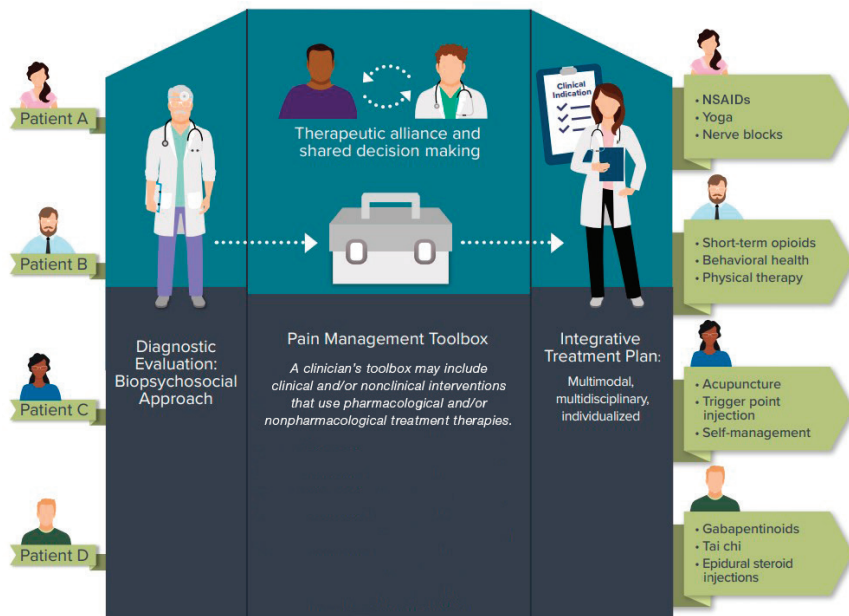 Patient A
Patient B
Patient C
Patient D
Therapeutic alliance and
shared decision making
Diagnostic
Evaluation:
Biopsychosocial
Approach
Pain Management Toolbox
A clinician's toolbox may include
clinical and/or nonclinical interventions
that use pharmacological and/or
nonpharmacological treatment therapies.
Clinical
Indication
Integrative
Treatment Plan:
Multimodal,
multidisciplinary,
individualized
• NSAIDs
• Yoga
• Nerve blocks
• Short-term opioids
• Behavioral health
• Physical therapy
• Acupuncture
• Trigger point
injection
• Self-management
• Gabapentinoids
• Tai chi
• Epidural steroid
injections